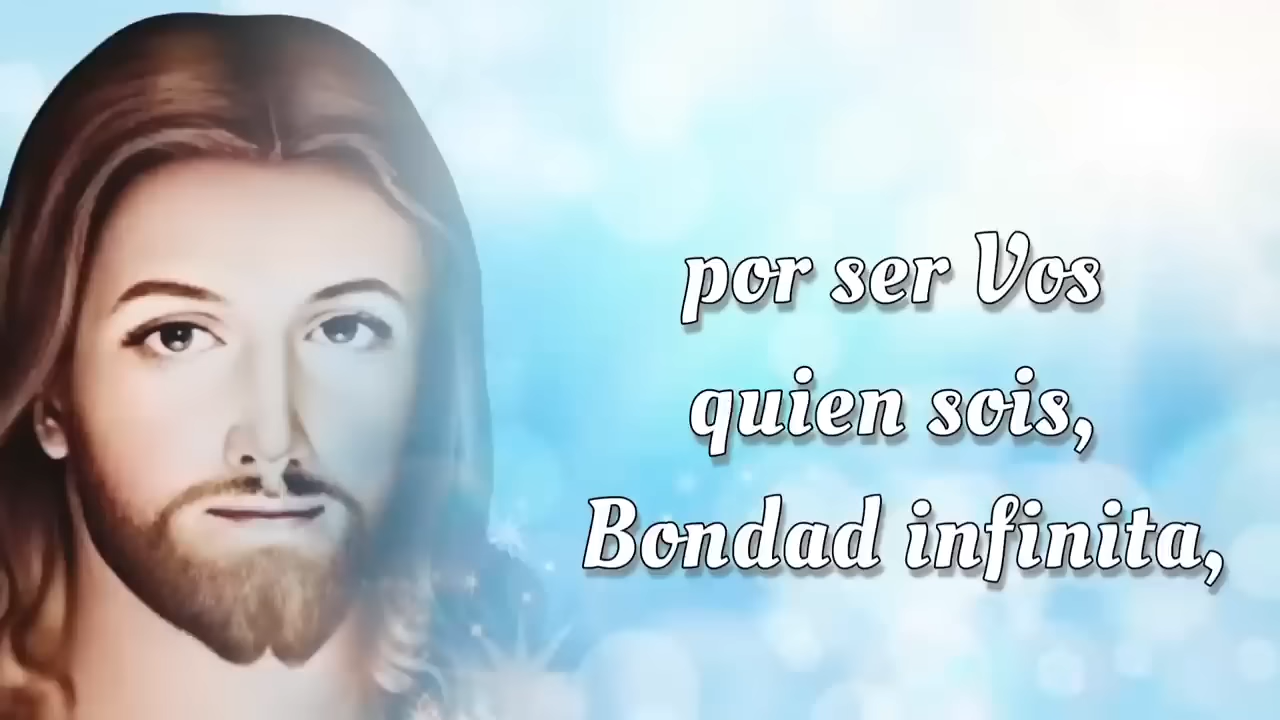 por ser Vos
quien sois,
Bondad infinita,